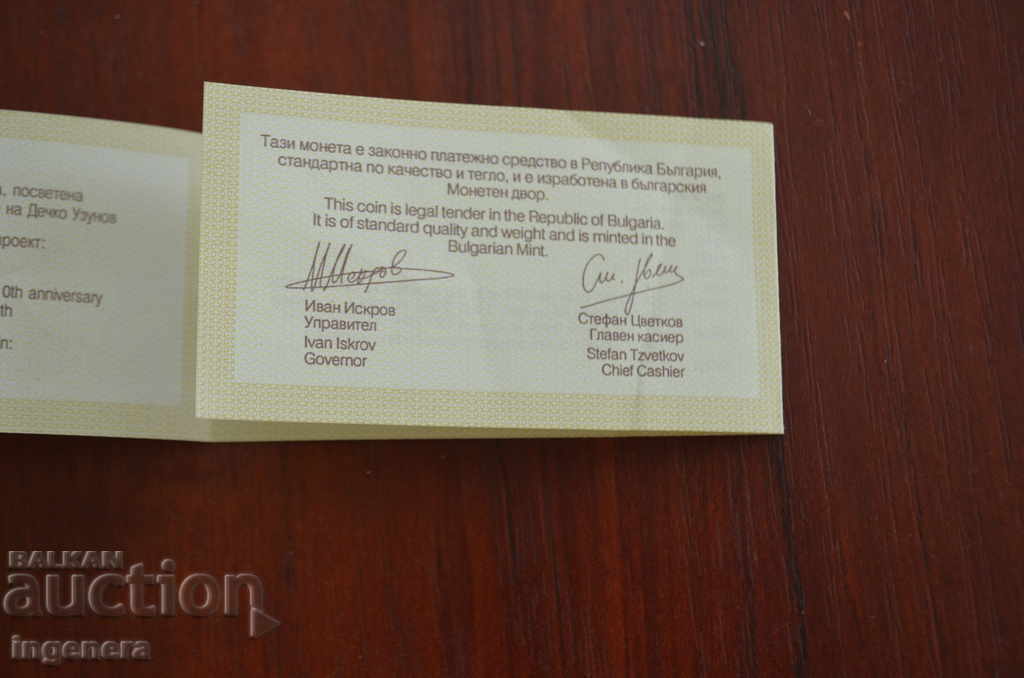 , посветена
на Дечко Узунов
проект:
0th anniversary
th
n:
Тази монета е законно платежно средство в Република България,
стандартна по качество и тегло, и е изработена в българския
Монетен двор.
This coin is legal tender in the Republic of Bulgaria.
It is of standard quality and weight and is minted in the
Bulgarian Mint.
Иван Искров
Управител
Ivan Iskrov
Governor
Стефан Цветков
Главен касиер
Stefan Tzvetkov
Chief Cashier
BALKAN
auction
ingenera